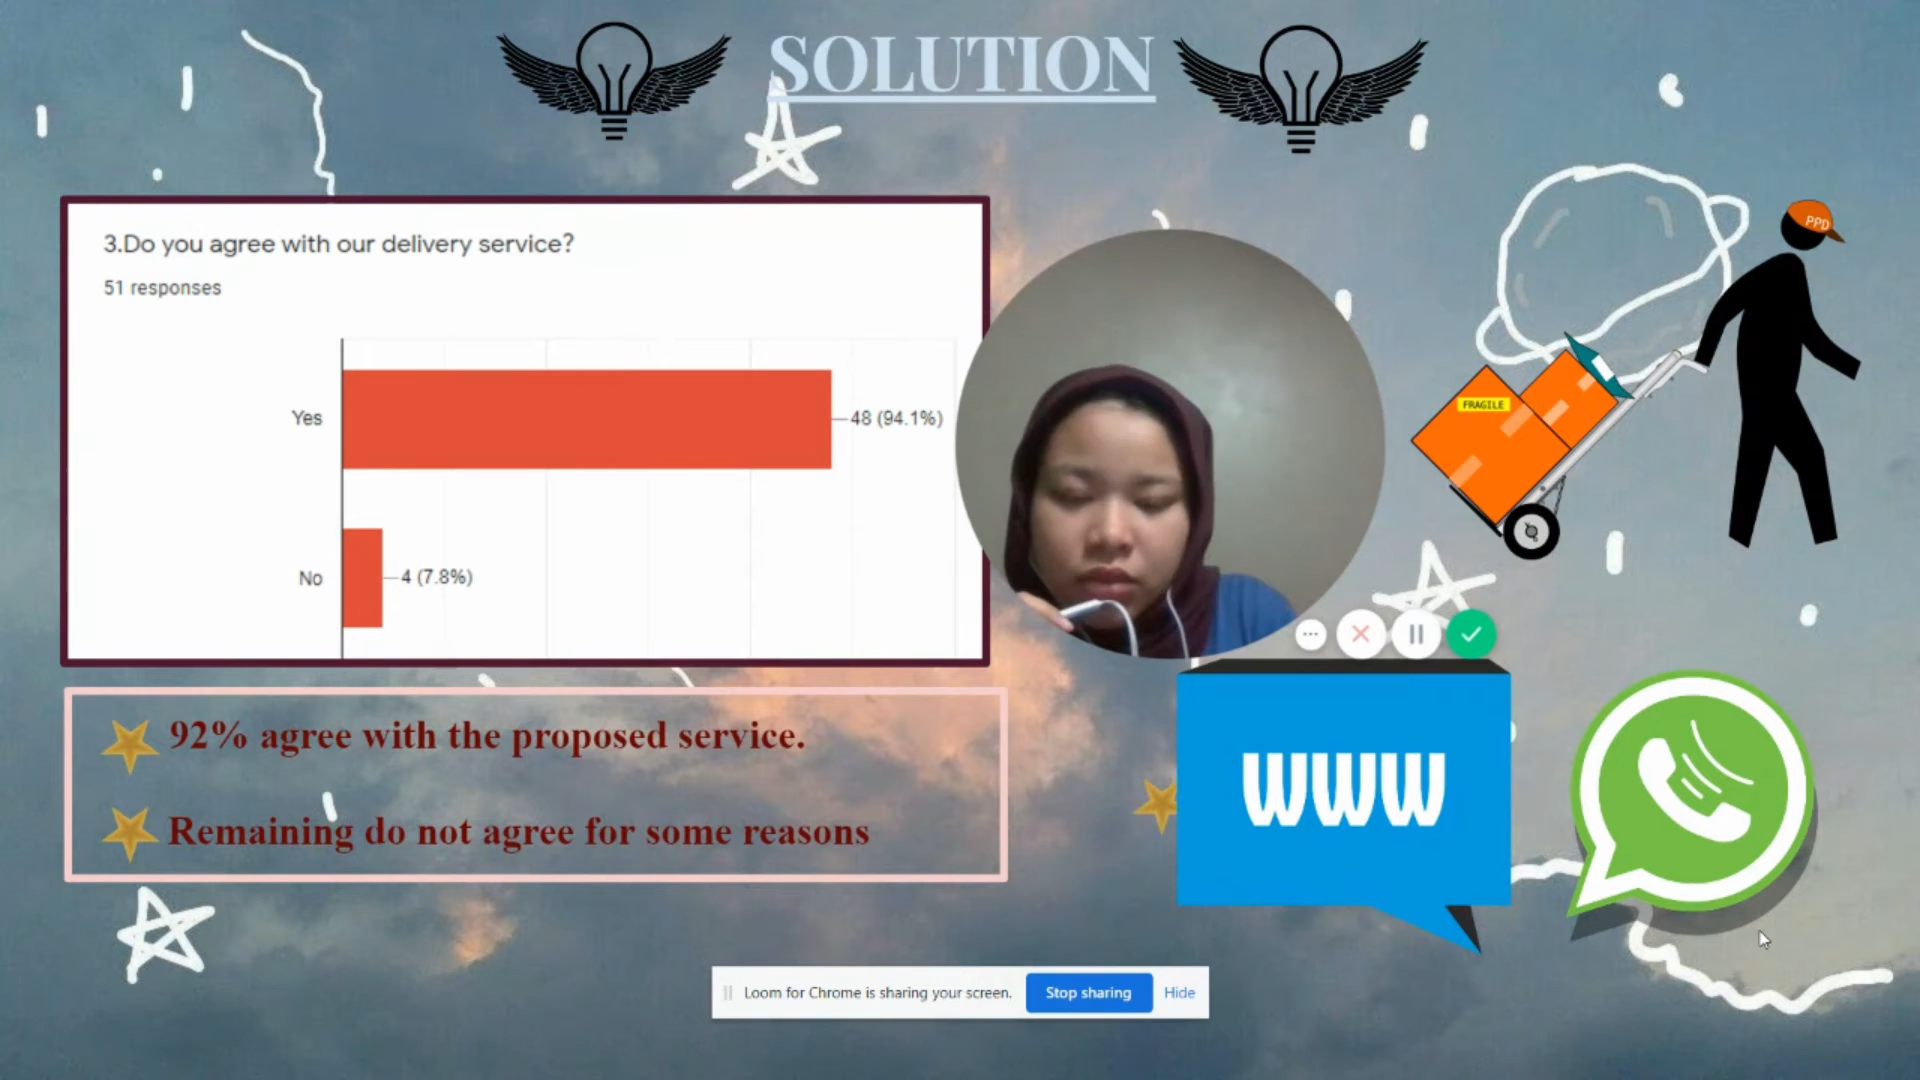 SOLUTION
PPD
3.Do you agree with our delivery service?
51 responses
Yes
48 (94.1%)
FRAGILE
No
4 (7.8%)
92% agree with the proposed service.
Remaining do not agree for some reasons
WWW
Loom for Chrome is sharing your screen.
Stop sharing
Hide